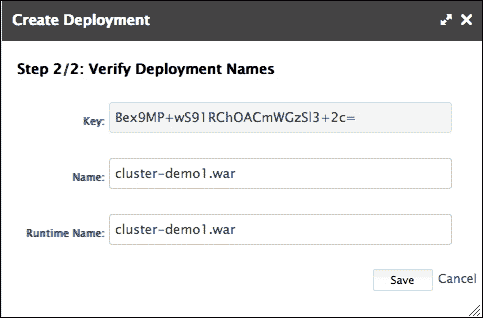 Create Deployment
Step 2/2: Verify Deployment Names
Key: Bex9MP+wS91RChOACmWGzSl3+2c=
Name: cluster-demo1.war
Runtime Name: cluster-demo1.war
Save Cancel